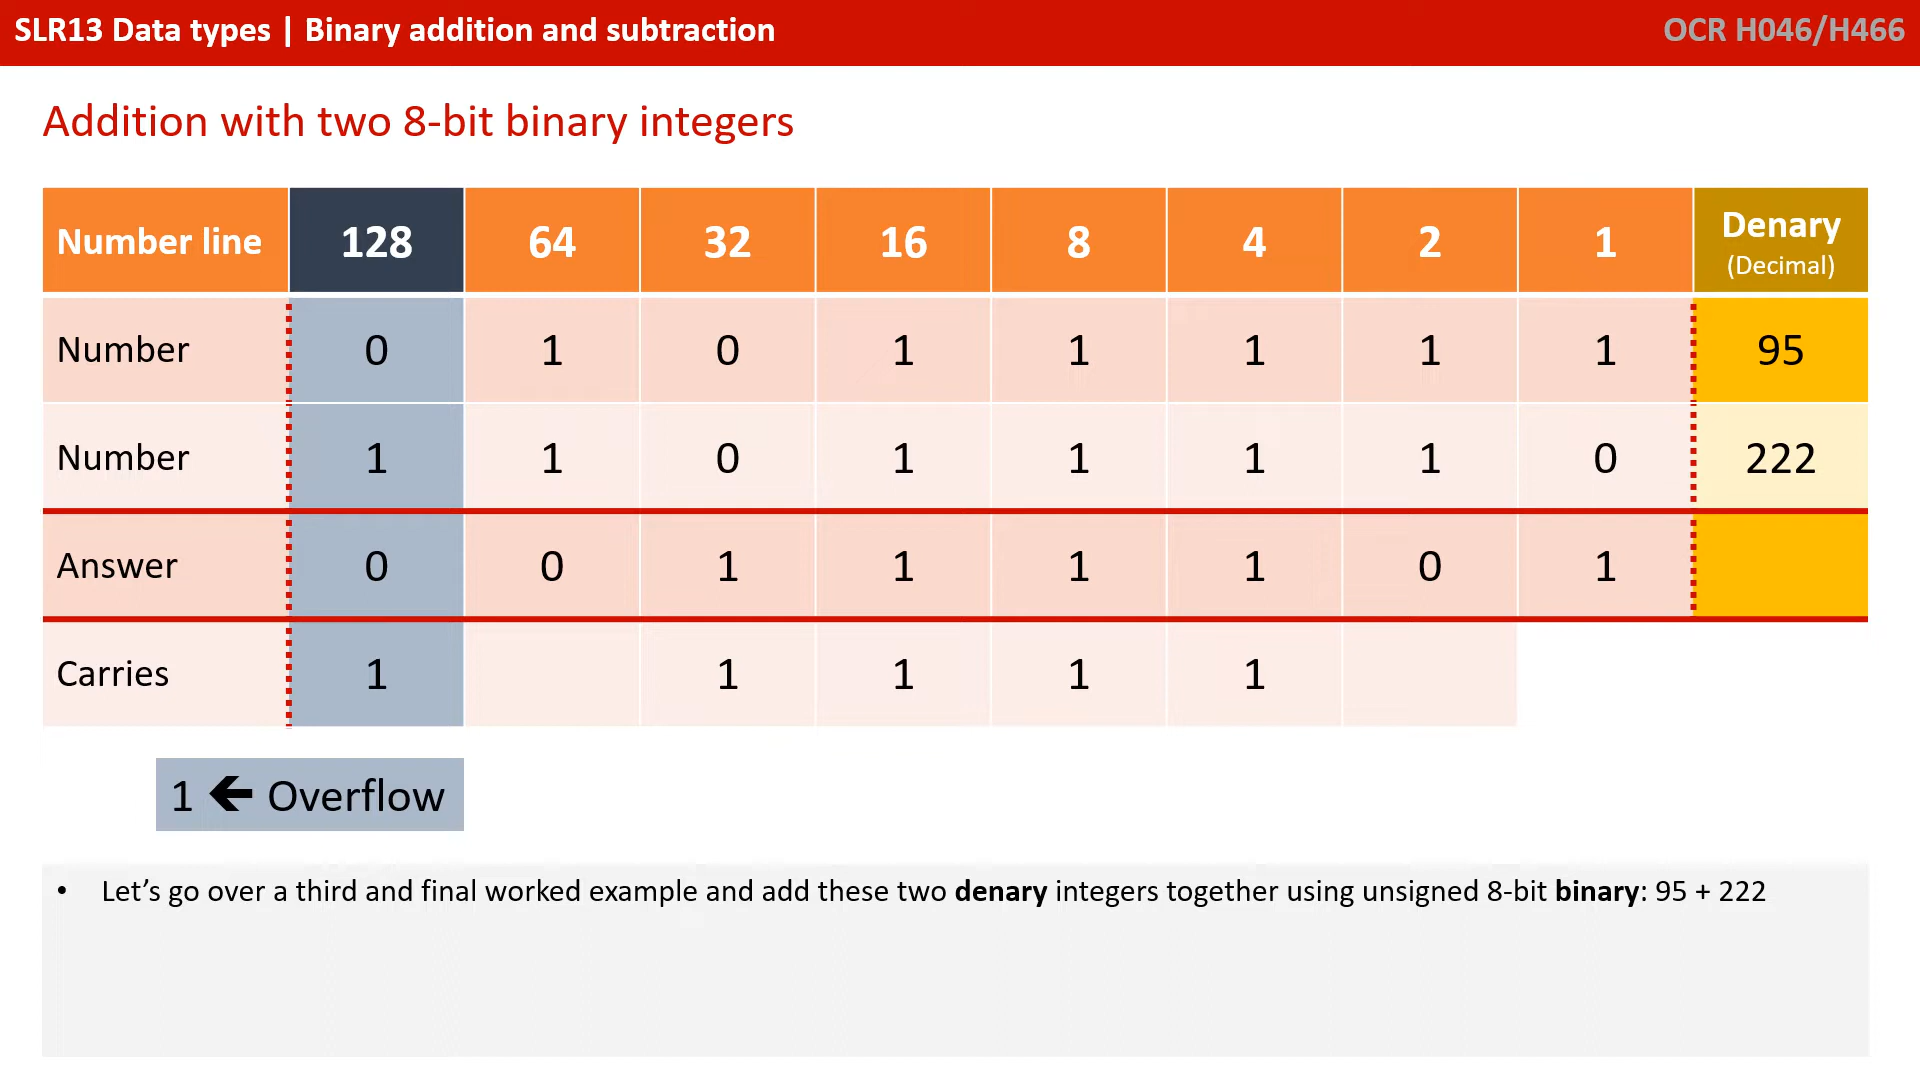 SLR13 Data types | Binary addition and subtraction OCR H046/H466
Addition with two 8-bit binary integers
Number line 128 64 32 16 8 4 2 1 Denary
(Decimal)
Number 0 1 0 1 1 1 1 1 95
Number 1 1 0 1 1 1 1 0 222
Answer 0 0 1 1 1 1 0 1
Carries 1 1 1 1 1
1 🡸 Overflow
• Let’s go over a third and final worked example and add these two denary integers together using unsigned 8-bit binary: 95 + 222